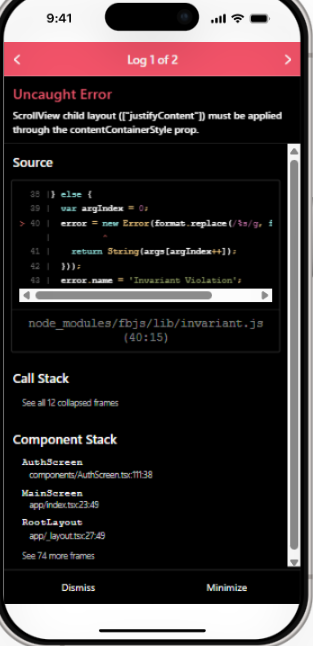 9:41
Log 1 of 2
Uncaught Error
ScrollView child layout (["justifyContent"]) must be applied
through the contentContainerStyle prop.
Source
38 |} else {
39 | var argIndex = 0;
> 40 | error = new Error(format.replace(/%s/g, f
| ^
41 | return String(args[argIndex++]);
42 | }));
43 | error.name = 'Invariant Violation';
node_modules/fbjs/lib/invariant.js
(40:15)
Call Stack
See all 12 collapsed frames
Component Stack
AuthScreen
components/AuthScreen.tsx:111:38
MainScreen
app/index.tsx:23:49
RootLayout
app/_layout.tsx:27:49
See 74 more frames
Dismiss
Minimize